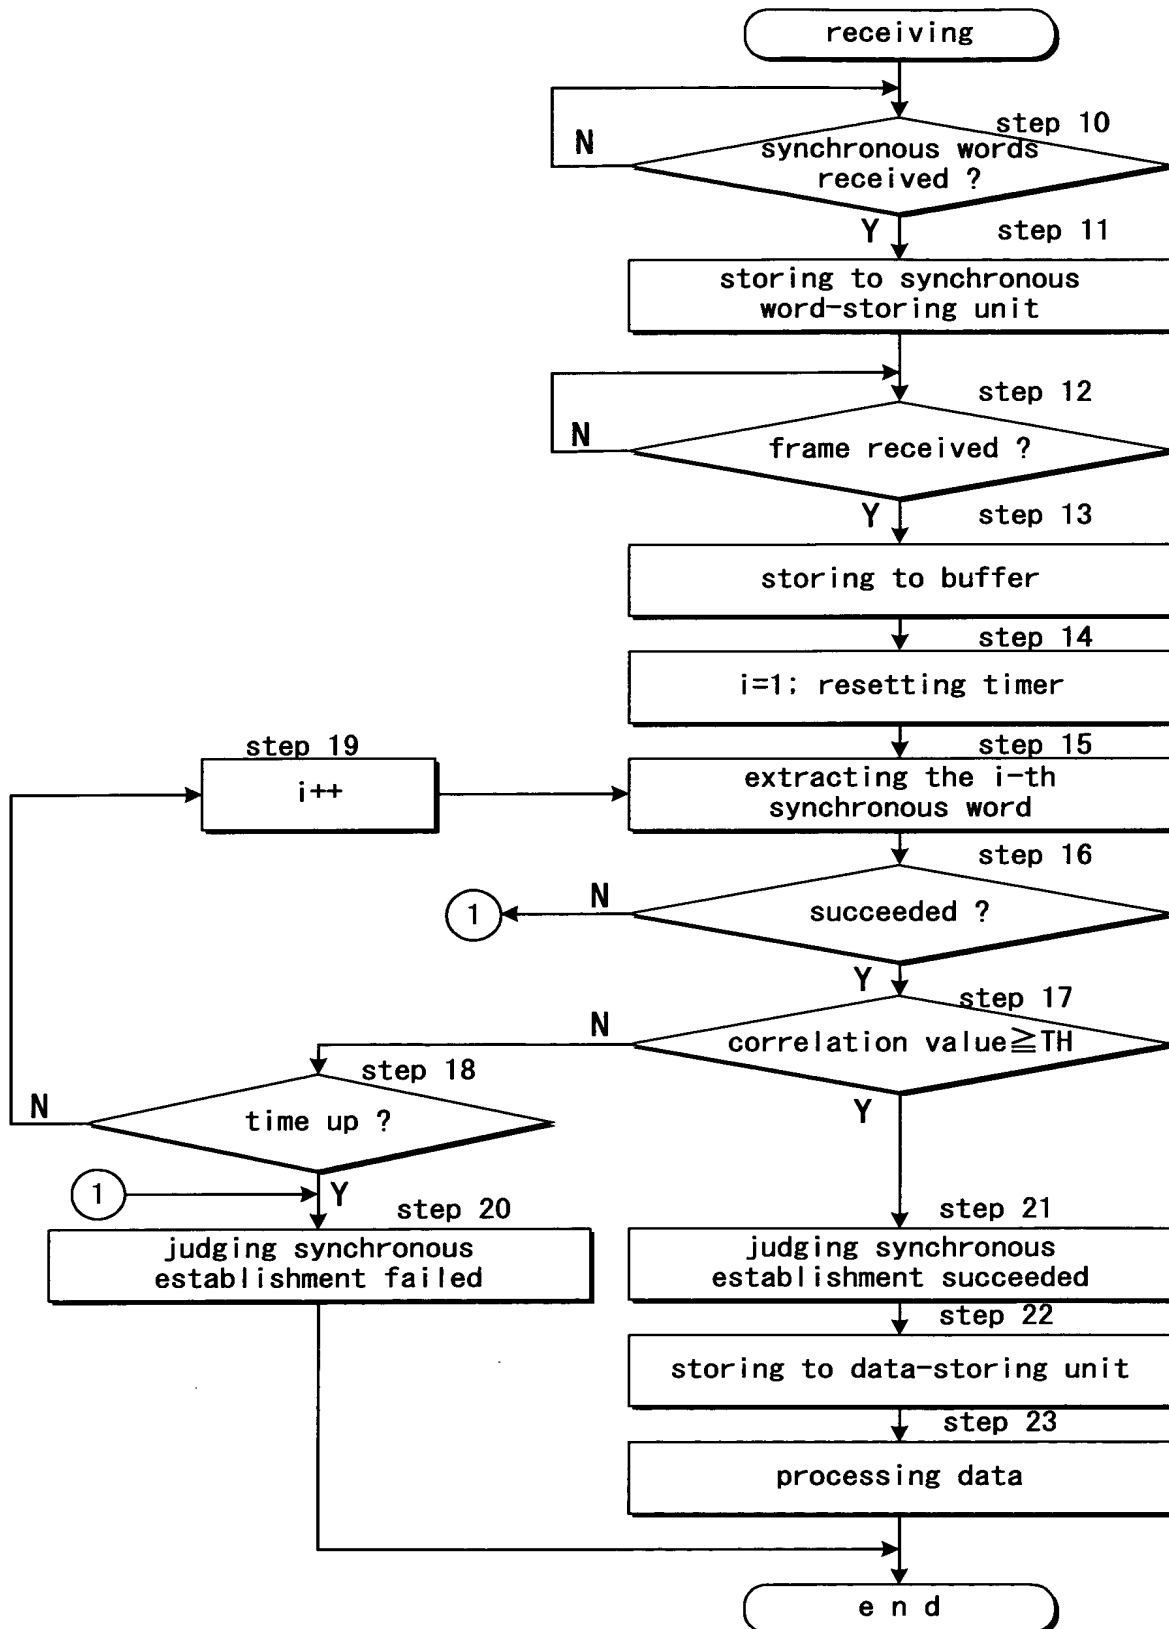 receiving
step 10
N
synchronous words
received ?
Y
step 11
storing to synchronous
word-storing unit
step 12
N
frame received ?
Y
step 13
storing to buffer
step 14
i=1; resetting timer
step 19
step 15
i++
extracting the i-th
synchronous word
step 16
N
1
succeeded ?
Y
step 17
N
correlation value≧TH
step 18
N
time up ?
Y
1
Y
step 20
step 21
judging synchronous
establishment failed
judging synchronous
establishment succeeded
step 22
storing to data-storing unit
step 23
processing data
e n d